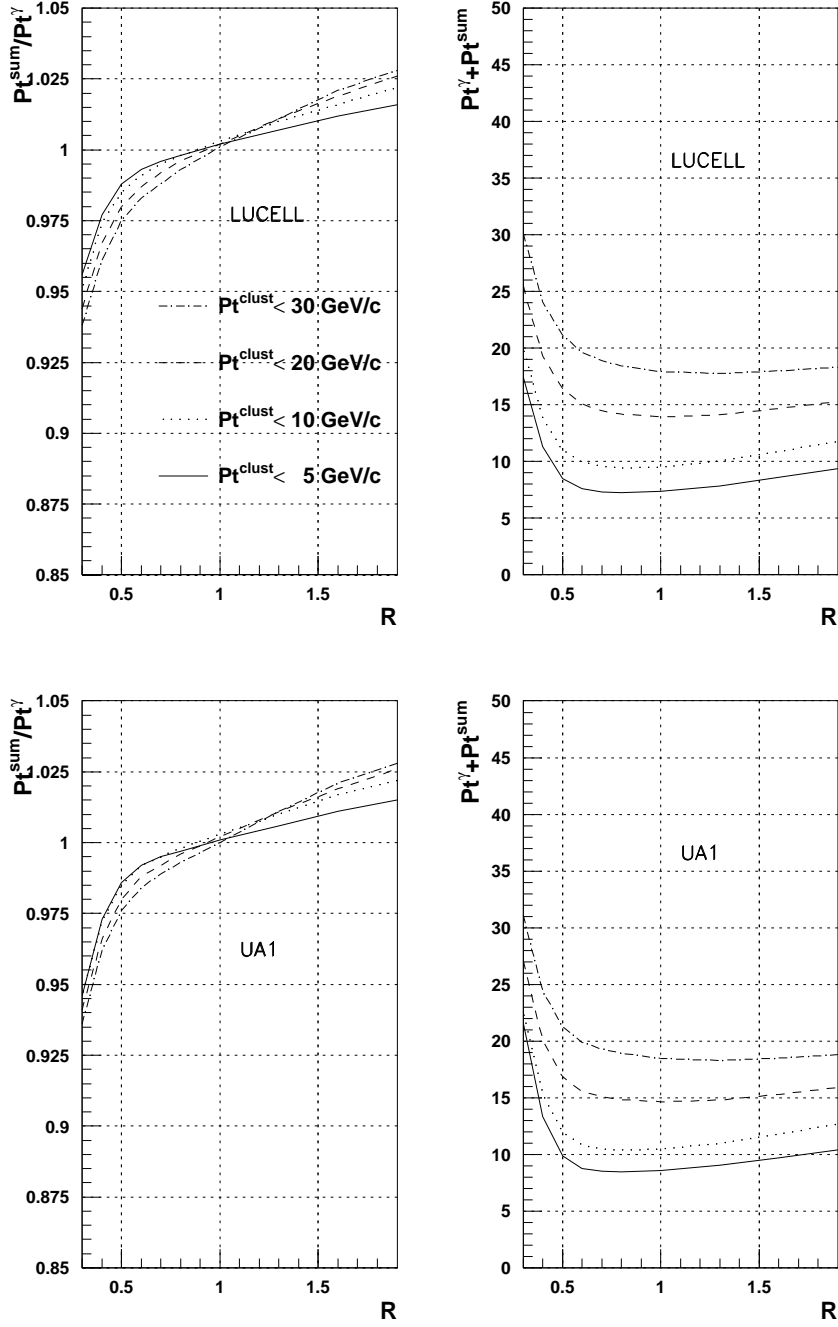 Pt^sum/Pt^γ
1.05
1.025
1
0.975
0.95
0.925
0.9
0.875
0.85
LUCELL
Pt^clust < 30 GeV/c
Pt^clust < 20 GeV/c
Pt^clust < 10 GeV/c
Pt^clust < 5 GeV/c
0.5 1 1.5
R
Pt^γ+Pt^sum
50
45
40
35
30
25
20
15
10
5
0
LUCELL
0.5 1 1.5
R
Pt^sum/Pt^γ
1.05
1.025
1
0.975
0.95
0.925
0.9
0.875
0.85
UA1
0.5 1 1.5
R
Pt^γ+Pt^sum
50
45
40
35
30
25
20
15
10
5
0
UA1
0.5 1 1.5
R